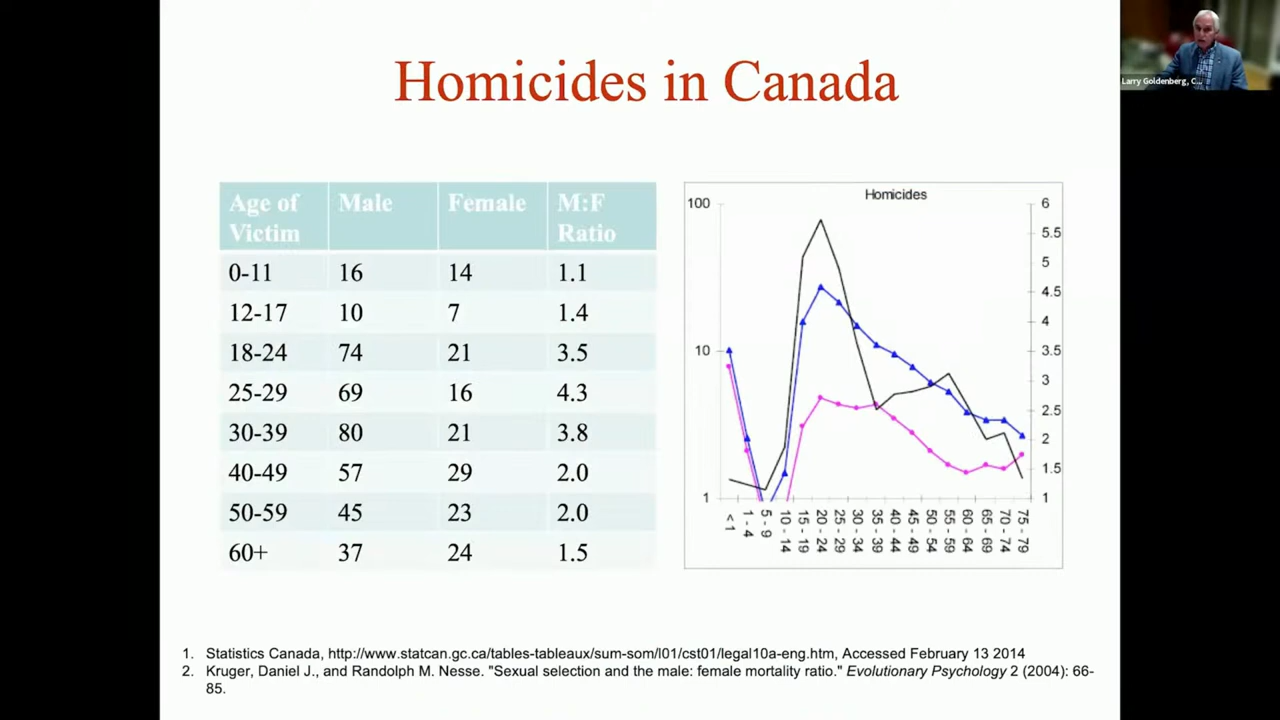 Homicides in Canada
Larry Goldenberg, C...
Age of Victim Male Female M:F Ratio
0-11 16 14 1.1
12-17 10 7 1.4
18-24 74 21 3.5
25-29 69 16 4.3
30-39 80 21 3.8
40-49 57 29 2.0
50-59 45 23 2.0
60+ 37 24 1.5
Homicides
100
10
1
6
5.5
5
4.5
4
3.5
3
2.5
2
1.5
1
< 1
1 - 4
5 - 9
10 - 14
15 - 19
20 - 24
25 - 29
30 - 34
35 - 39
40 - 44
45 - 49
50 - 54
55 - 59
60 - 64
65 - 69
70 - 74
75 - 79
1. Statistics Canada, http://www.statcan.gc.ca/tables-tableaux/sum-som/l01/cst01/legal10a-eng.htm, Accessed February 13 2014
2. Kruger, Daniel J., and Randolph M. Nesse. "Sexual selection and the male: female mortality ratio." Evolutionary Psychology 2 (2004): 66-
85.